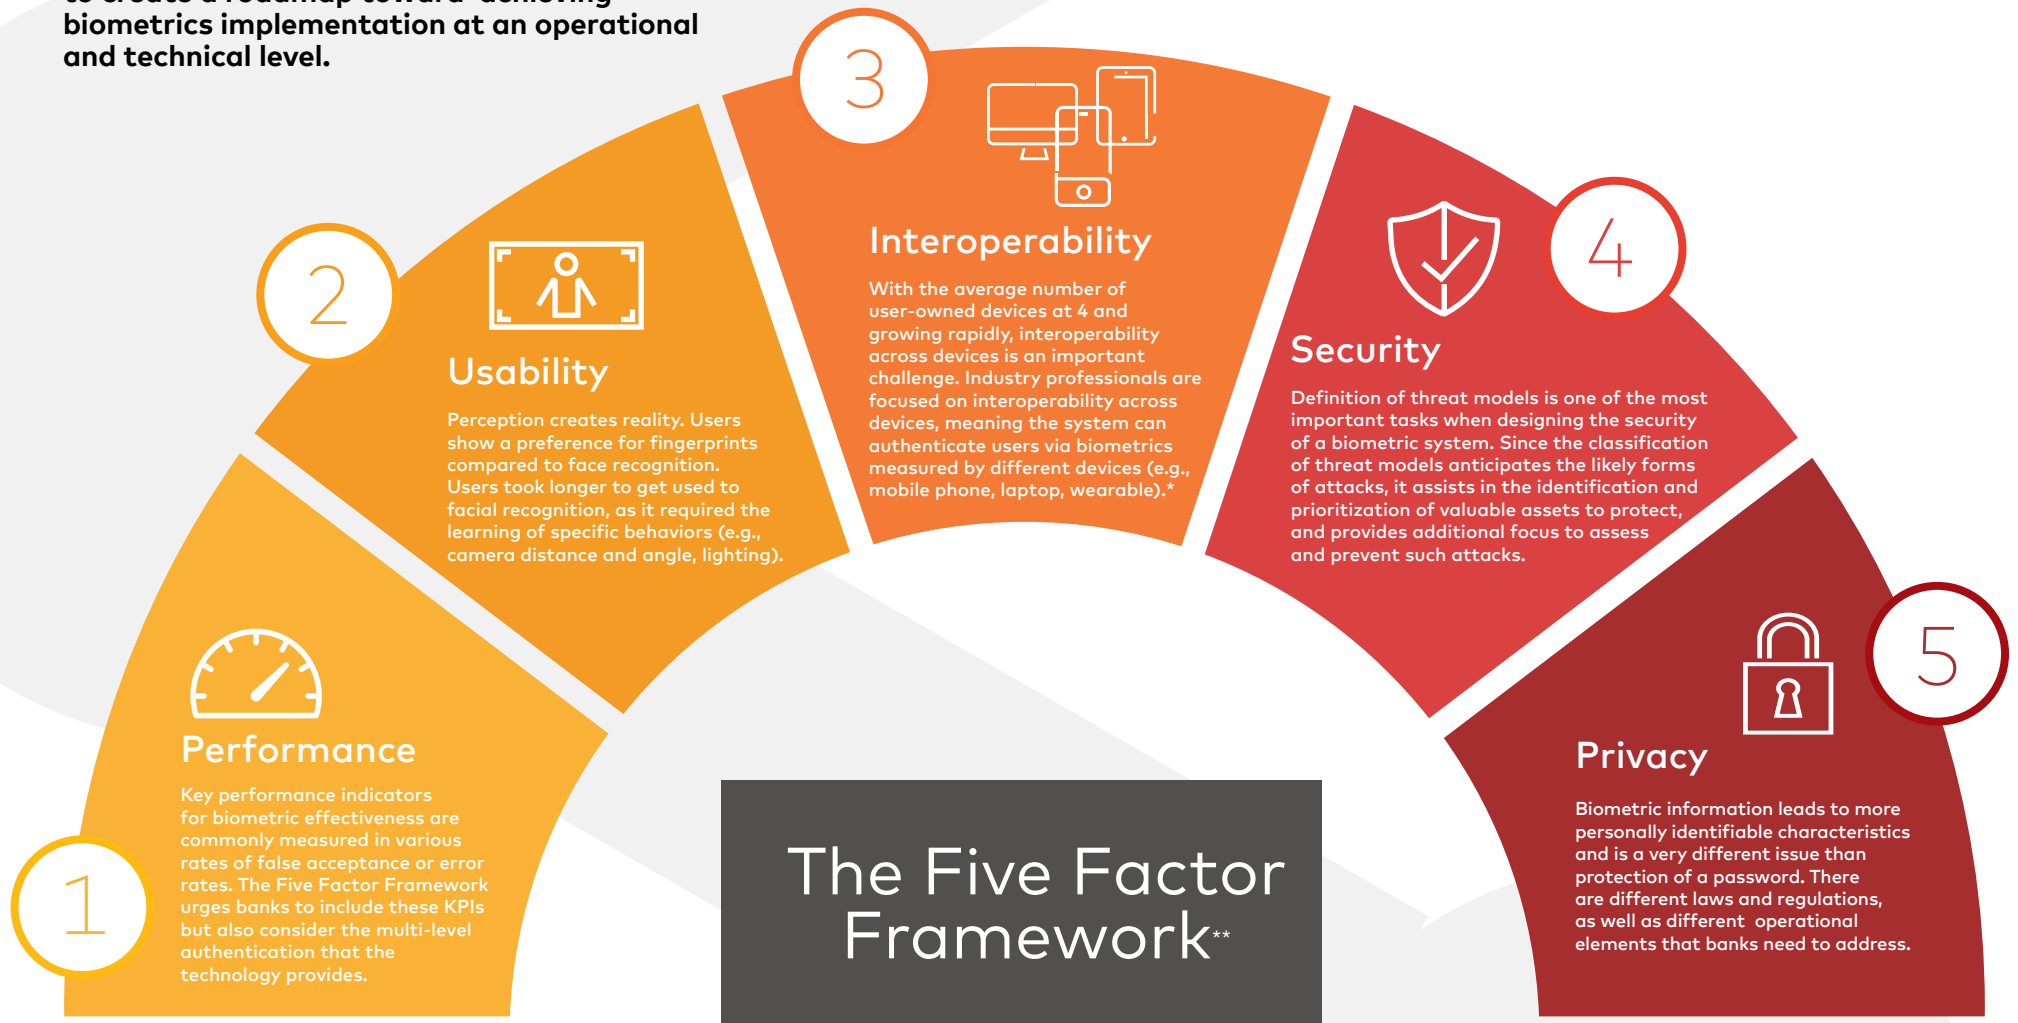 to create a roadmap toward achieving
biometrics implementation at an operational
and technical level.
1
Performance
Key performance indicators
for biometric effectiveness are
commonly measured in various
rates of false acceptance or error
rates. The Five Factor Framework
urges banks to include these KPIs
but also consider the multi-level
authentication that the
technology provides.
2
Usability
Perception creates reality. Users
show a preference for fingerprints
compared to face recognition.
Users took longer to get used to
facial recognition, as it required the
learning of specific behaviors (e.g.,
camera distance and angle, lighting).
3
Interoperability
With the average number of
user-owned devices at 4 and
growing rapidly, interoperability
across devices is an important
challenge. Industry professionals are
focused on interoperability across
devices, meaning the system can
authenticate users via biometrics
measured by different devices (e.g.,
mobile phone, laptop, wearable).*
4
Security
Definition of threat models is one of the most
important tasks when designing the security
of a biometric system. Since the classification
of threat models anticipates the likely forms
of attacks, it assists in the identification and
prioritization of valuable assets to protect,
and provides additional focus to assess
and prevent such attacks.
5
Privacy
Biometric information leads to more
personally identifiable characteristics
and is a very different issue than
protection of a password. There
are different laws and regulations,
as well as different operational
elements that banks need to address.
The Five Factor
Framework**